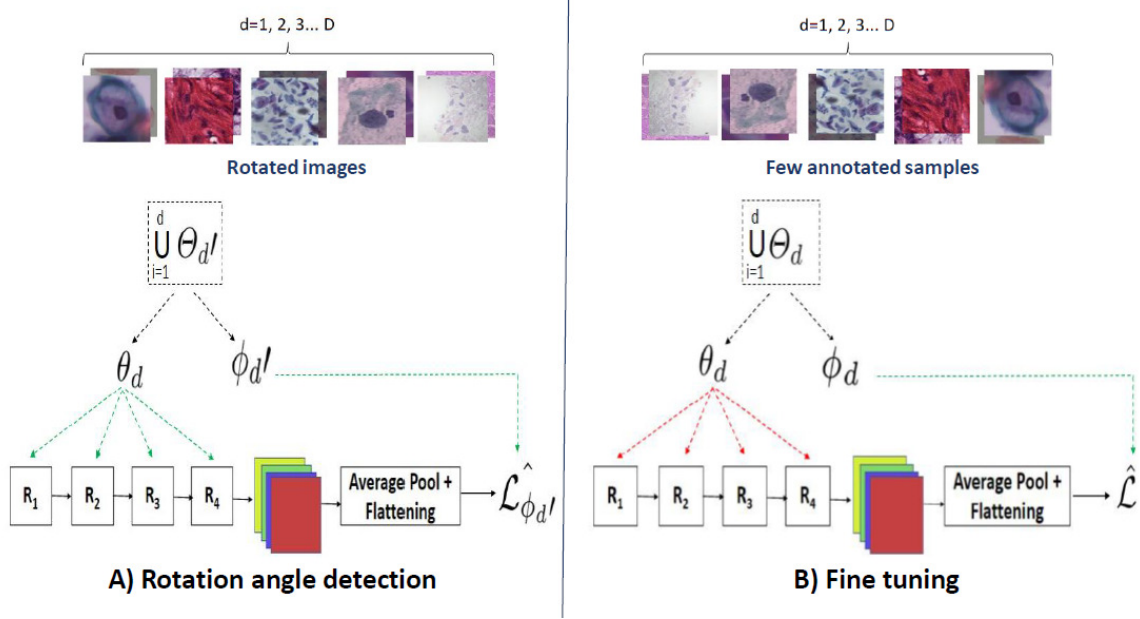 d=1, 2, 3... D
Rotated images
d
U Θd′
i=1
θd
ϕd′
R1
R2
R3
R4
Average Pool +
Flattening
ℒ̂ϕd′
A) Rotation angle detection
d=1, 2, 3... D
Few annotated samples
d
UΘd
i=1
θd
ϕd
R1
R2
R3
R4
Average Pool +
Flattening
ℒ̂
B) Fine tuning